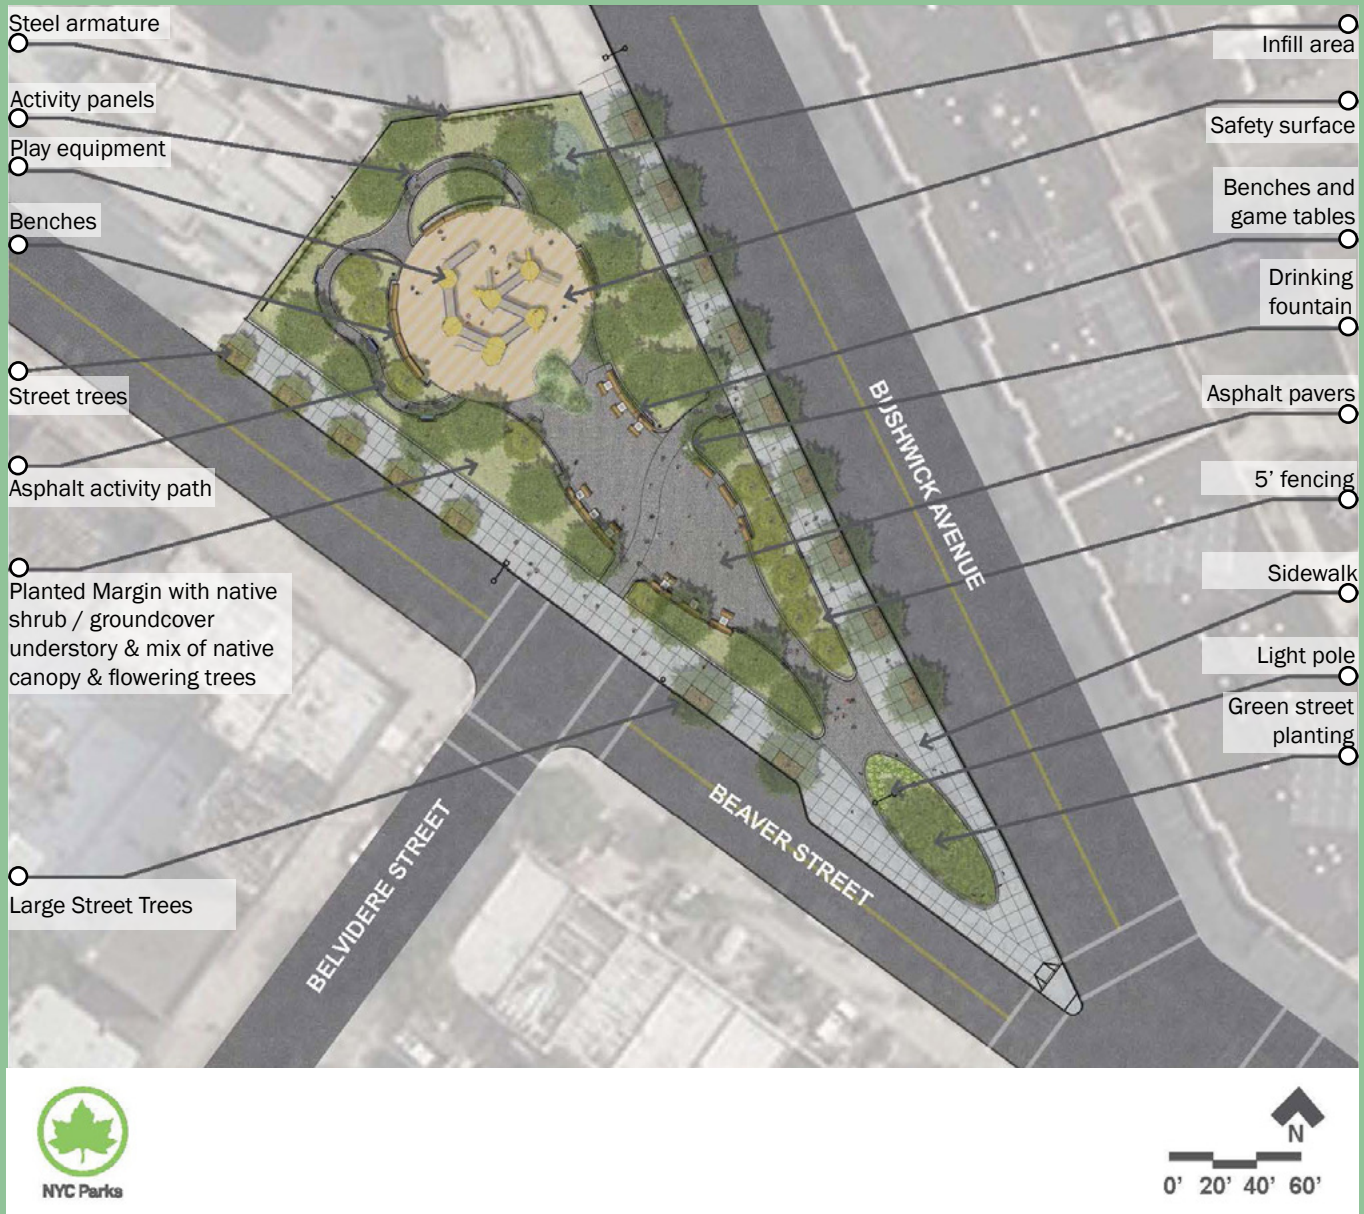 Steel armature
Activity panels
Play equipment
Benches
Street trees
Asphalt activity path
Planted Margin with native
shrub / groundcover
understory & mix of native
canopy & flowering trees
Large Street Trees
Infill area
Safety surface
Benches and
game tables
Drinking
fountain
Asphalt pavers
5’ fencing
Sidewalk
Light pole
Green street
planting
BUSHWICK AVENUE
BEAVER STREET
BELVIDERE STREET
NYC Parks
N
0' 20' 40' 60'